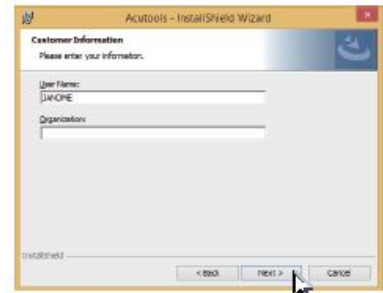 Acutools - InstallShield Wizard
Customer Information
Please enter your information.
User Name:
JANOME
Organization:
InstallShield
< Back
Next >
Cancel